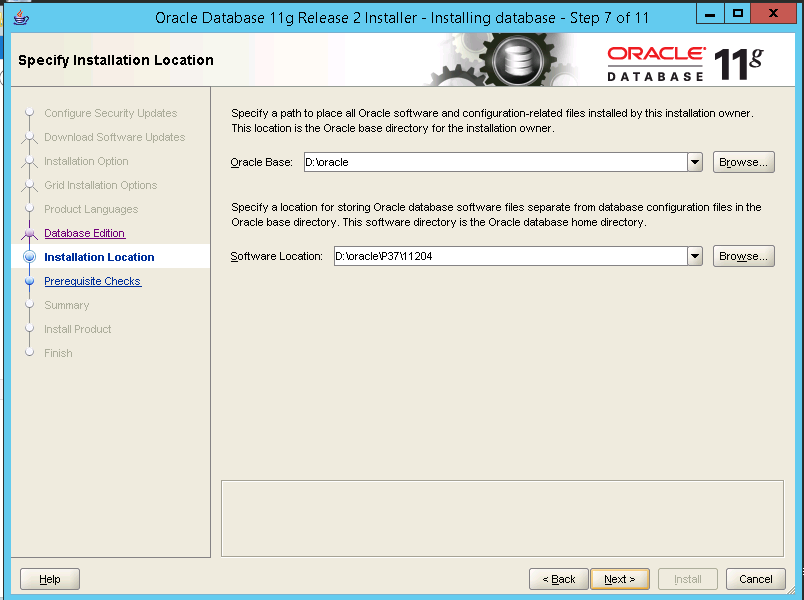 Oracle Database 11g Release 2 Installer - Installing database - Step 7 of 11
Specify Installation Location
ORACLE
DATABASE
11g
Configure Security Updates
Download Software Updates
Installation Option
Grid Installation Options
Product Languages
Database Edition
Installation Location
Prerequisite Checks
Summary
Install Product
Finish
Specify a path to place all Oracle software and configuration-related files installed by this installation owner.
This location is the Oracle base directory for the installation owner.
Oracle Base: D:\oracle Browse...
Specify a location for storing Oracle database software files separate from database configuration files in the
Oracle base directory. This software directory is the Oracle database home directory.
Software Location: D:\oracle\P37\11204 Browse...
Help < Back Next > Install Cancel